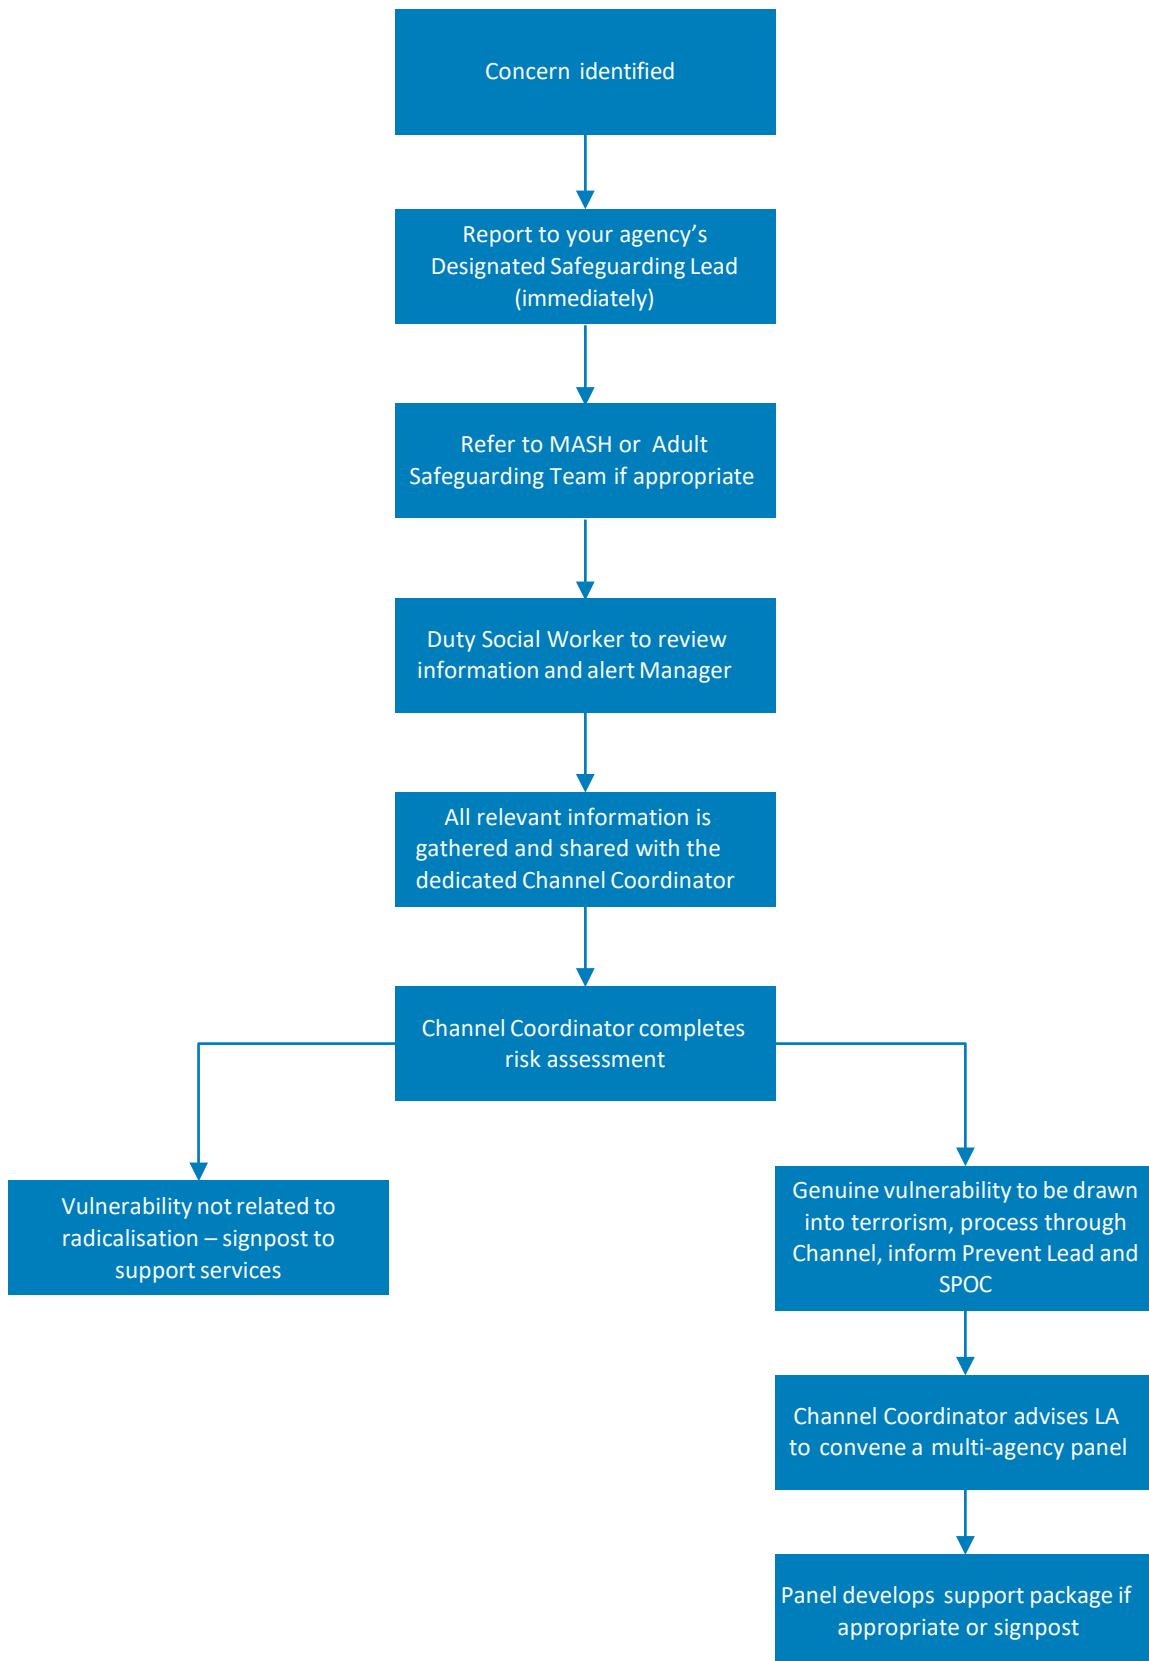 Concern identified
Report to your agency’s
Designated Safeguarding Lead
(immediately)
Refer to MASH or Adult
Safeguarding Team if appropriate
Duty Social Worker to review
information and alert Manager
All relevant information is
gathered and shared with the
dedicated Channel Coordinator
Channel Coordinator completes
risk assessment
Vulnerability not related to
radicalisation – signpost to
support services
Genuine vulnerability to be drawn
into terrorism, process through
Channel, inform Prevent Lead and
SPOC
Channel Coordinator advises LA
to convene a multi-agency panel
Panel develops support package if
appropriate or signpost